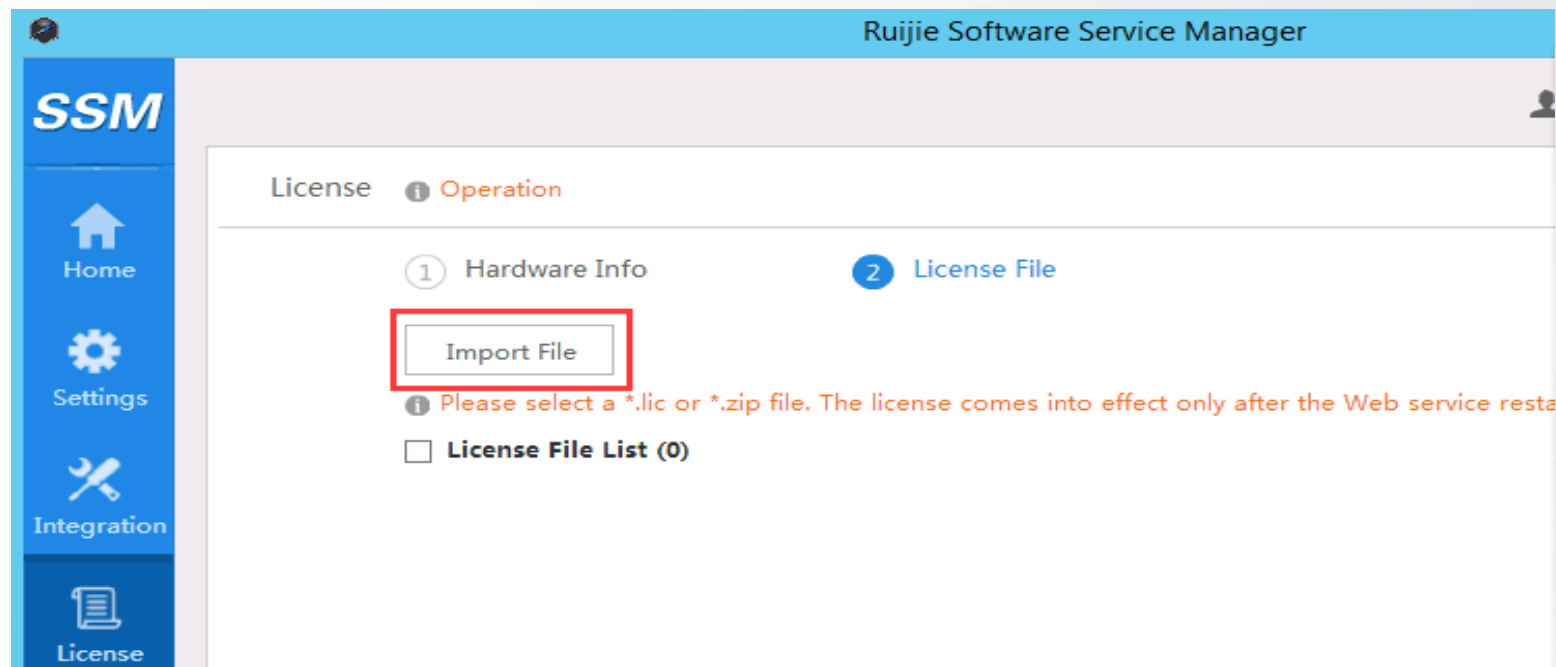 Ruijie Software Service Manager
SSM
License Operation
Home
1 Hardware Info 2 License File
Import File
Settings
Please select a *.lic or *.zip file. The license comes into effect only after the Web service resta
License File List (0)
Integration
License